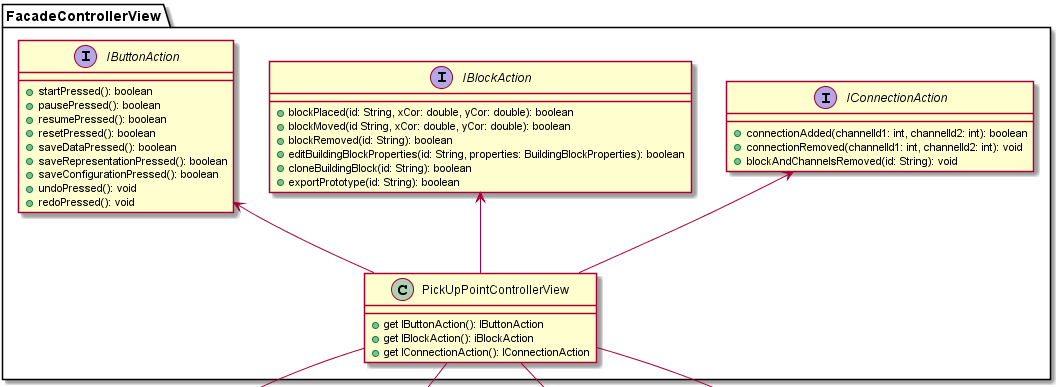 FacadeControllerView
I IButtonAction
startPressed(): boolean
pausePressed(): boolean
resumePressed(): boolean
resetPressed(): boolean
saveDataPressed(): boolean
saveRepresentationPressed(): boolean
saveConfigurationPressed(): boolean
undoPressed(): void
redoPressed(): void
I IBlockAction
blockPlaced(id: String, xCor: double, yCor: double): boolean
blockMoved(id String, xCor: double, yCor: double): boolean
blockRemoved(id: String): boolean
editBuildingBlockProperties(id: String, properties: BuildingBlockProperties): boolean
cloneBuildingBlock(id: String): boolean
exportPrototype(id: String): boolean
I IConnectionAction
connectionAdded(channelId1: int, channelId2: int): boolean
connectionRemoved(channelId1: int, channelId2: int): void
blockAndChannelsRemoved(id: String): void
C PickUpPointControllerView
get IButtonAction(): IButtonAction
get IBlockAction(): iBlockAction
get IConnectionAction(): IConnectionAction